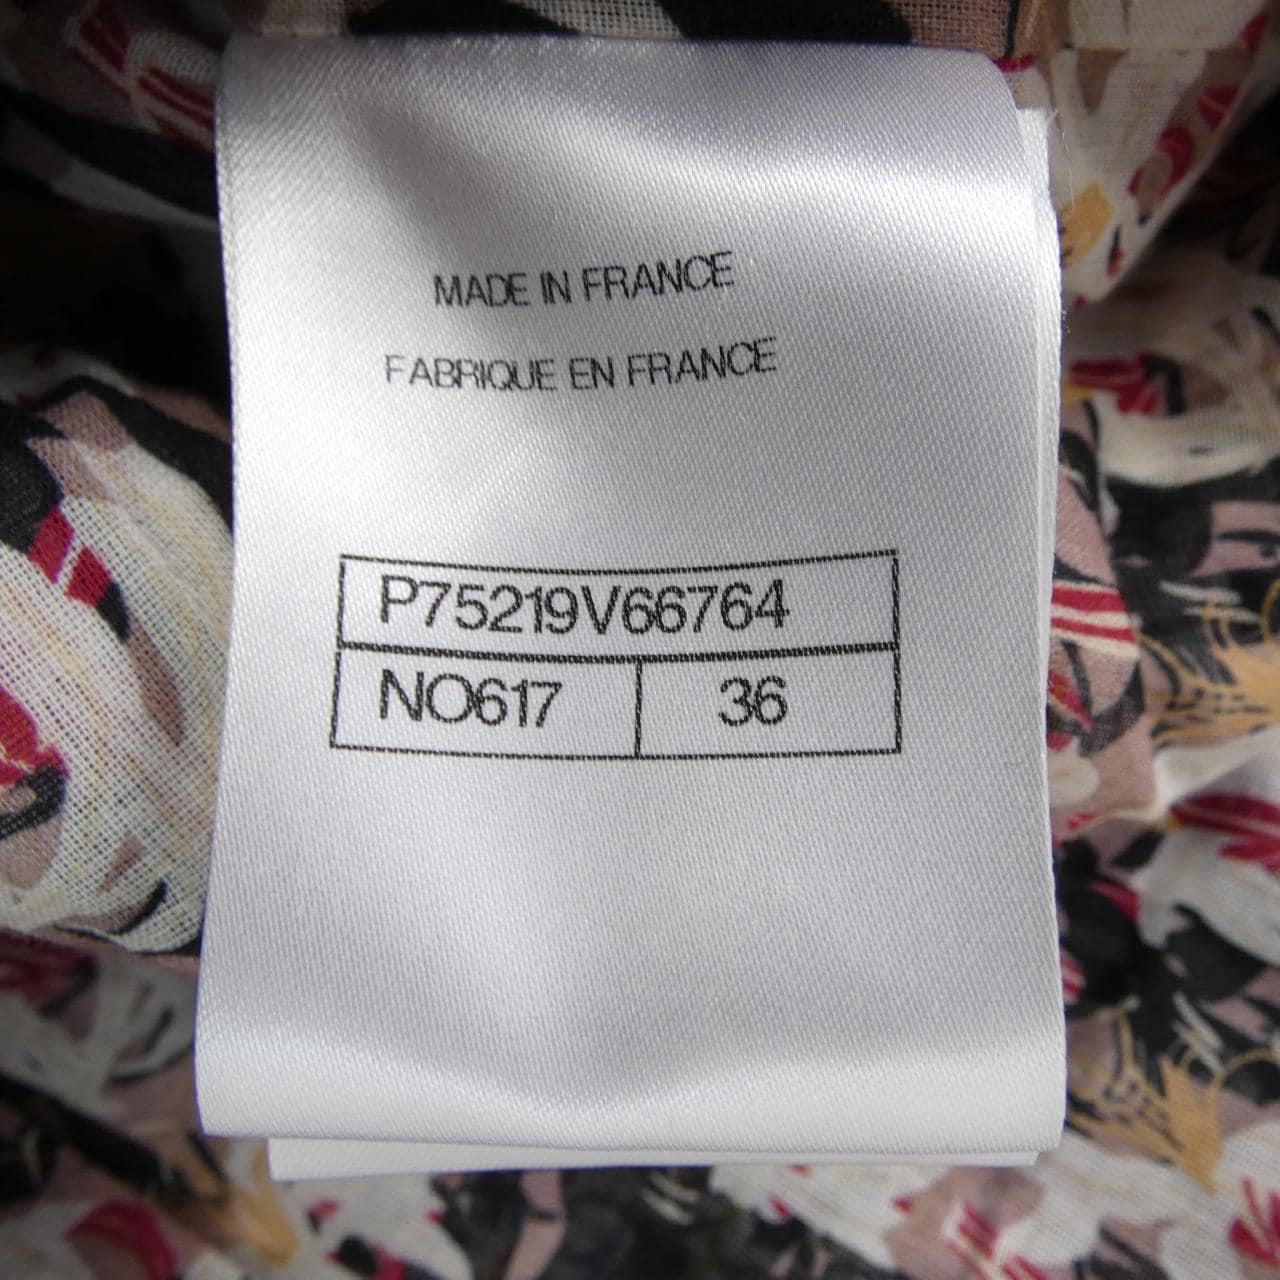 MADE IN FRANCE
FABRIQUE EN FRANCE
P75219V66764
NO617 36